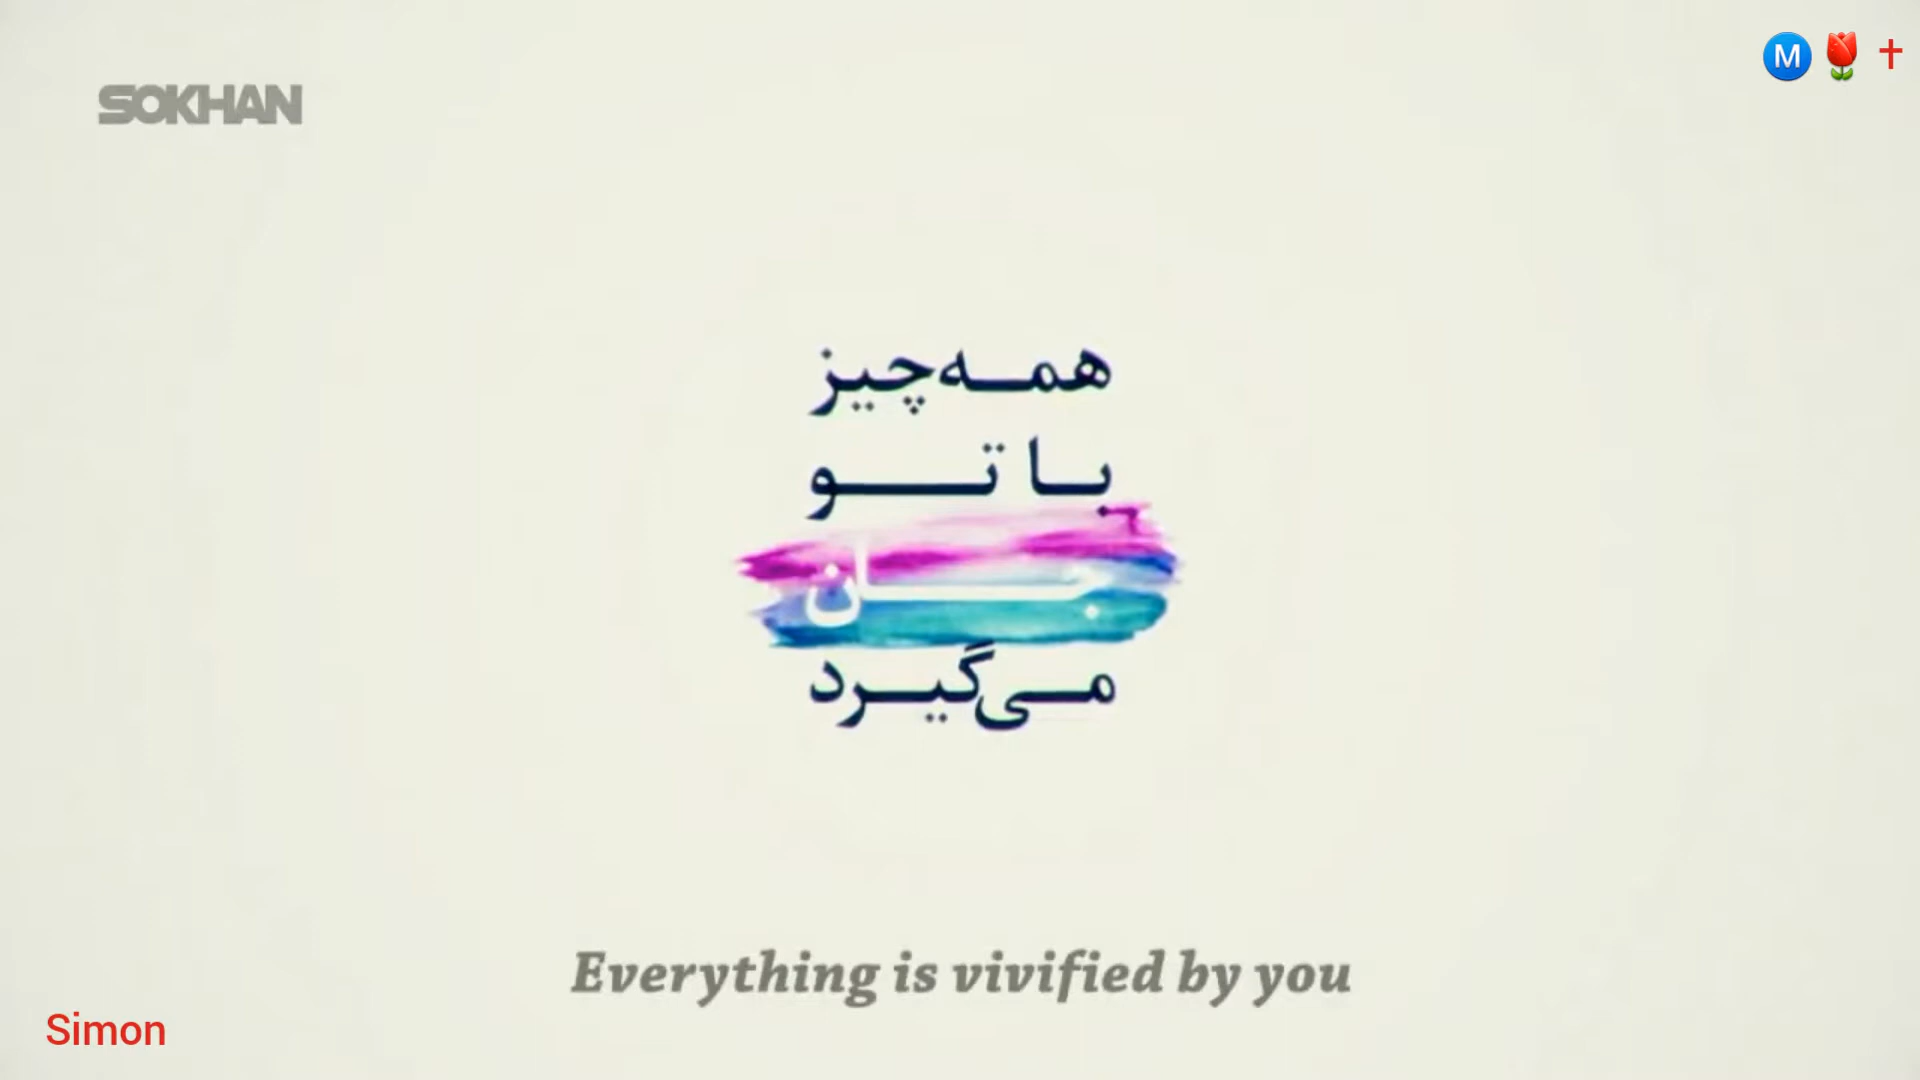 SOKHAN
Ⓜ️🌷✝
همه‌چیز
با تو
جان
می‌گیرد
Everything is vivified by you
Simon